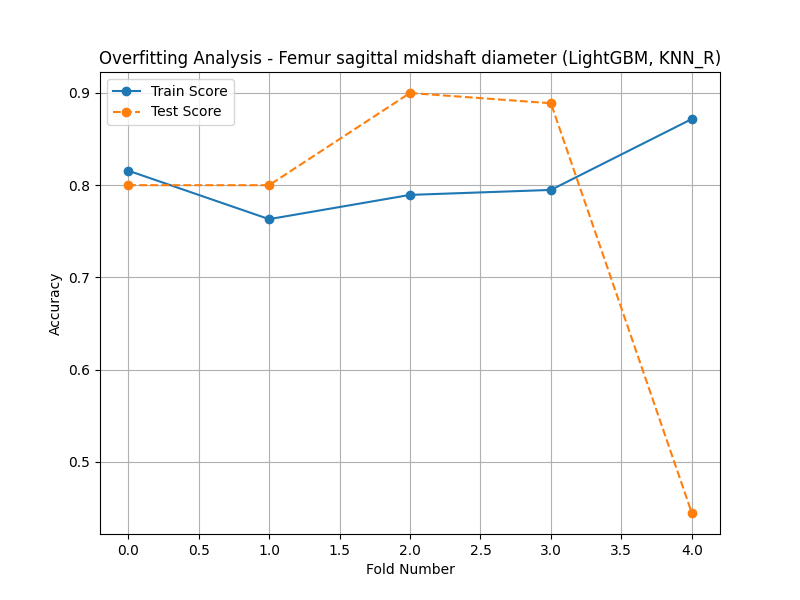 Overfitting Analysis - Femur sagittal midshaft diameter (LightGBM, KNN_R)
Train Score
Test Score
0.9
0.8
0.7
0.6
0.5
Accuracy
0.0 0.5 1.0 1.5 2.0 2.5 3.0 3.5 4.0
Fold Number